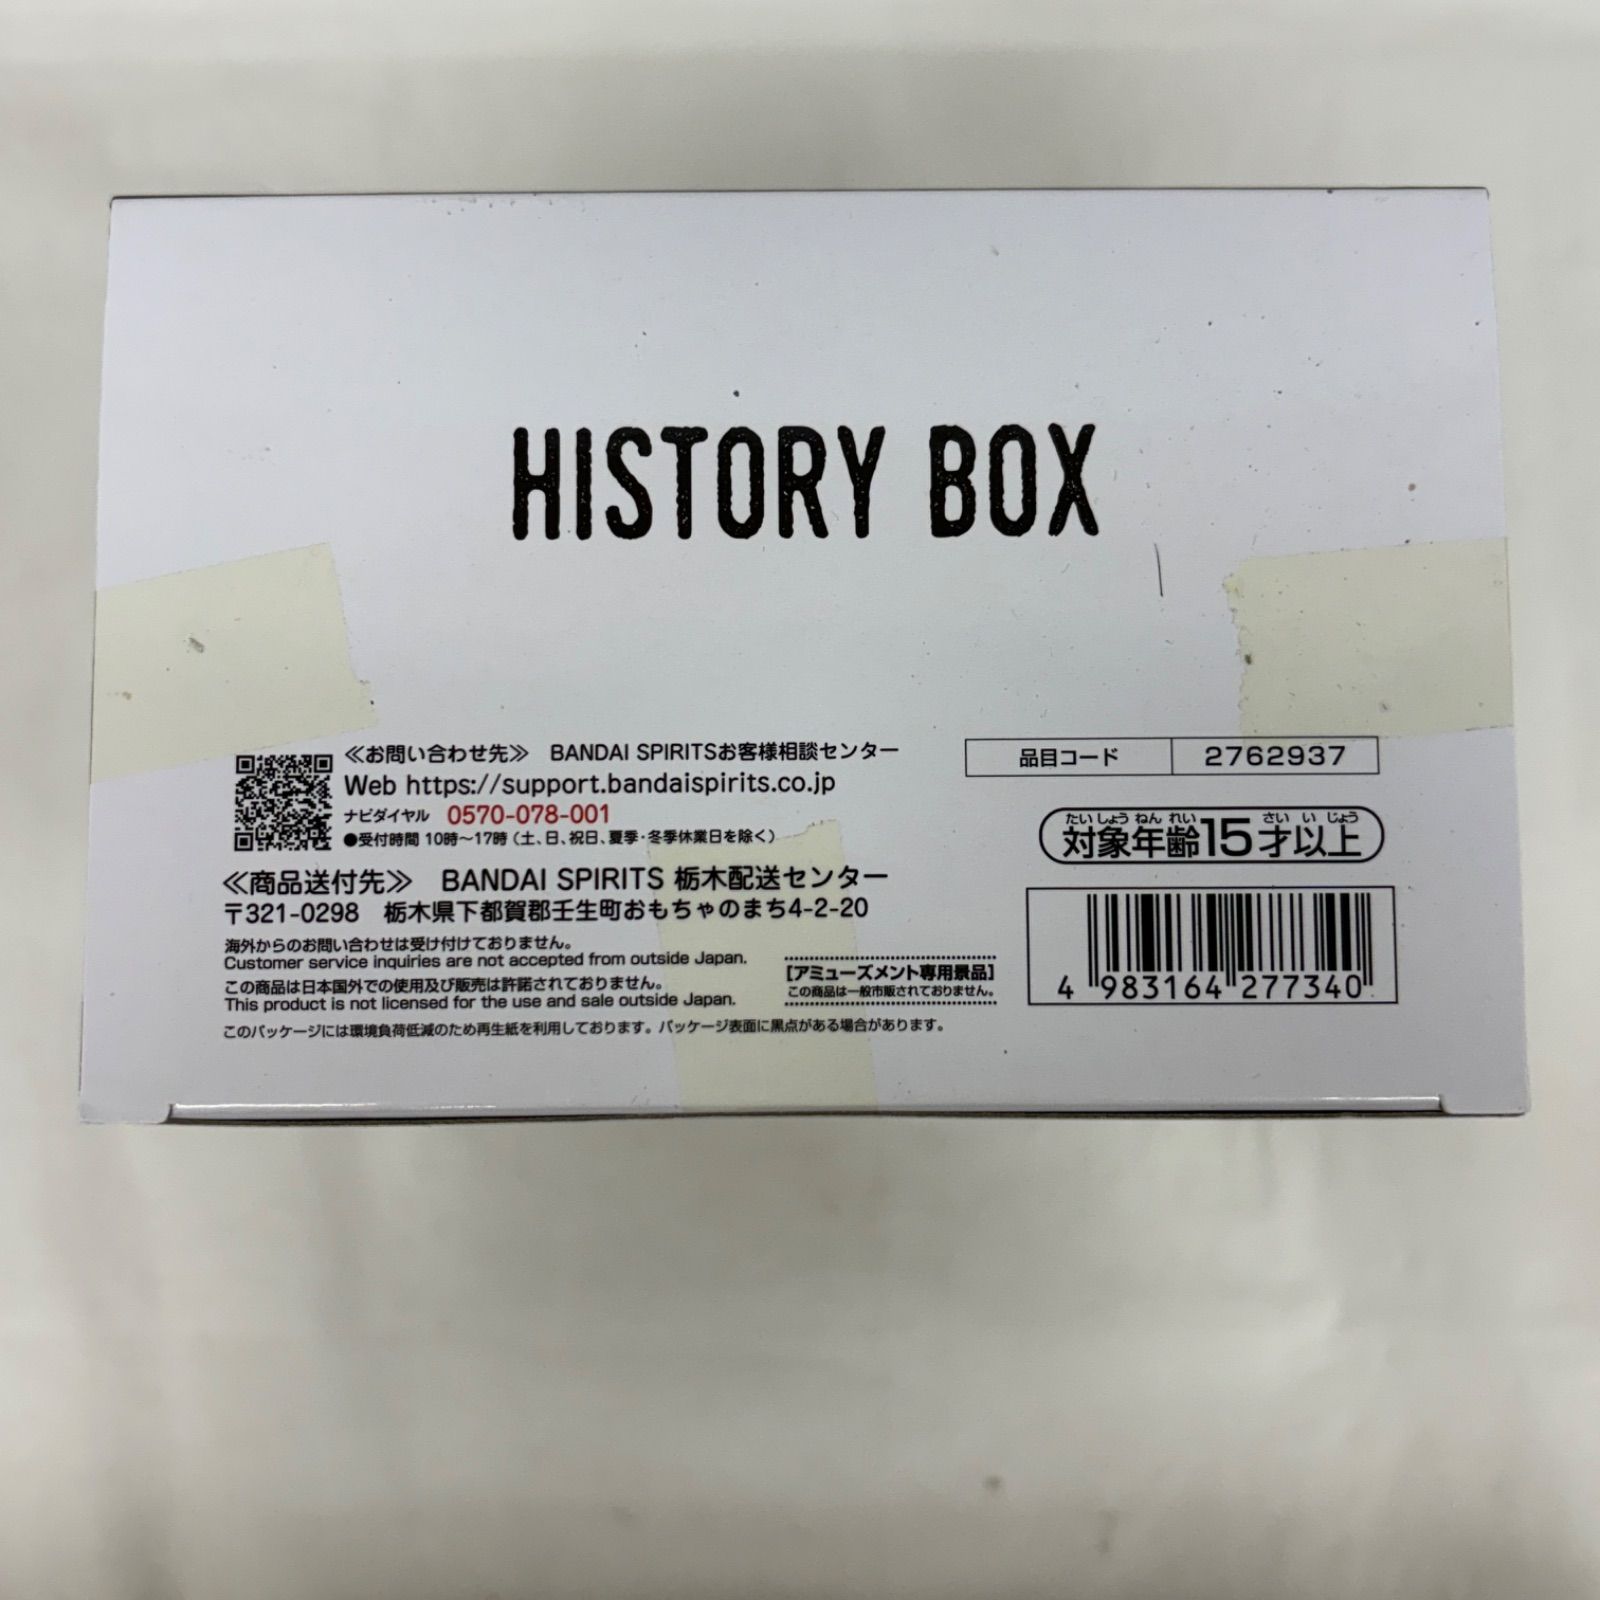 HISTORY BOX
≪お問い合わせ先≫ BANDAI SPIRITSお客様相談センター
Web https://support.bandaispirits.co.jp
ナビダイヤル 0570-078-001
●受付時間 10時～17時（土、日、祝日、夏季・冬季休業日を除く）
≪商品送付先≫ BANDAI SPIRITS 栃木配送センター
〒321-0298 栃木県下都賀郡壬生町おもちゃのまち4-2-20
海外からのお問い合わせは受け付けておりません。
Customer service inquiries are not accepted from outside Japan.
この商品は日本国外での使用及び販売は許諾されておりません。
This product is not licensed for the use and sale outside Japan.
このパッケージには環境負荷低減のため再生紙を利用しております。パッケージ表面に黒点がある場合があります。
[アミューズメント専用景品]
この商品は一般市販されておりません。
品目コード 2762937
たいしょうねんれい さいいじょう
対象年齢15才以上
4 983164 277340